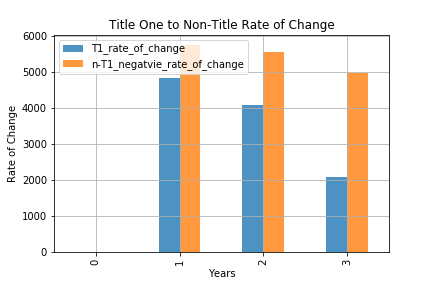 Title One to Non-Title Rate of Change
T1_rate_of_change
n-T1_negatvie_rate_of_change
Rate of Change
6000
5000
4000
3000
2000
1000
0
0 1 2 3
Years